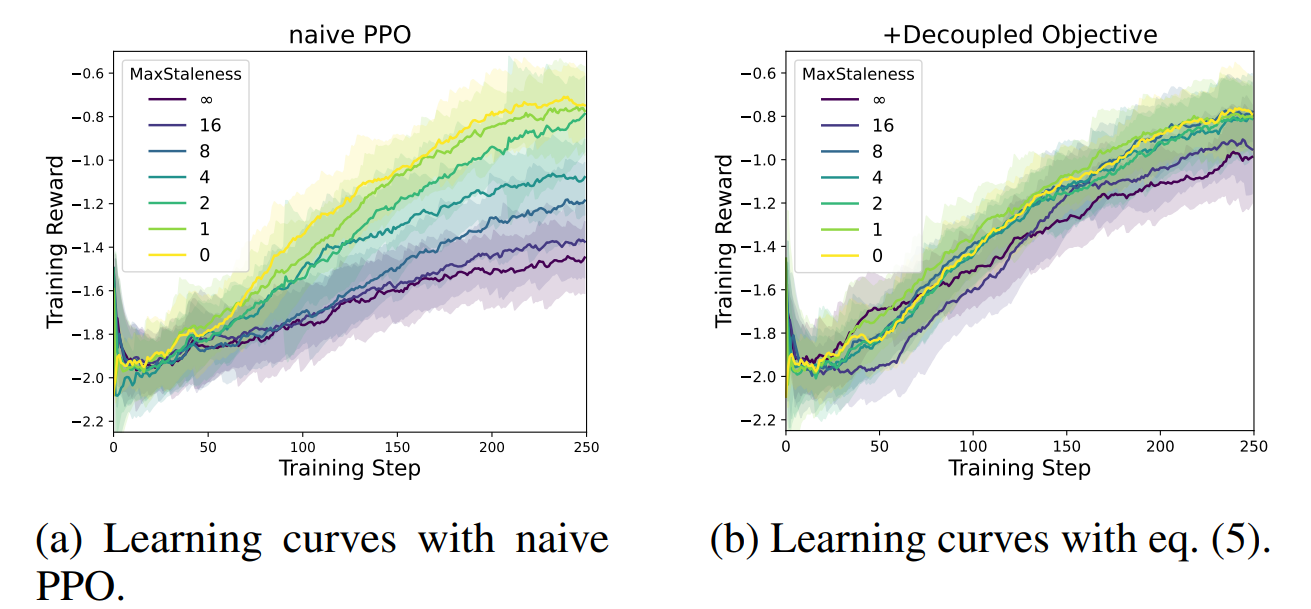 naive PPO
MaxStaleness
∞
16
8
4
2
1
0
Training Reward
−0.6
−0.8
−1.0
−1.2
−1.4
−1.6
−1.8
−2.0
−2.2
0 50 100 150 200 250
Training Step
(a) Learning curves with naive
PPO.
+Decoupled Objective
MaxStaleness
∞
16
8
4
2
1
0
Training Reward
−0.6
−0.8
−1.0
−1.2
−1.4
−1.6
−1.8
−2.0
−2.2
0 50 100 150 200 250
Training Step
(b) Learning curves with eq. (5).